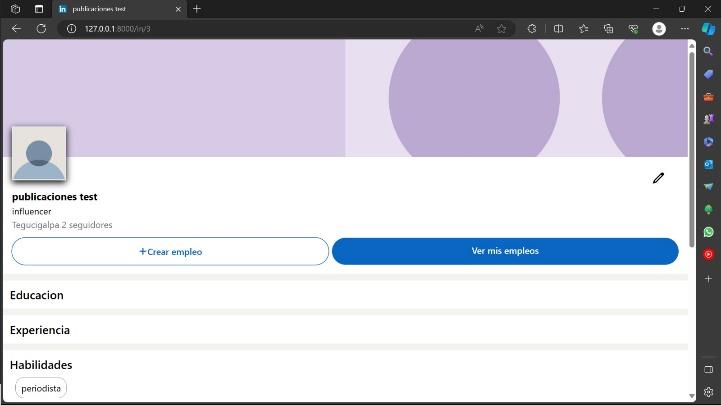 in publicaciones test
127.0.0.1:8000/in/3
publicaciones test
influencer
Tegucigalpa 2 seguidores
+Crear empleo
Ver mis empleos
Educacion
Experiencia
Habilidades
periodista